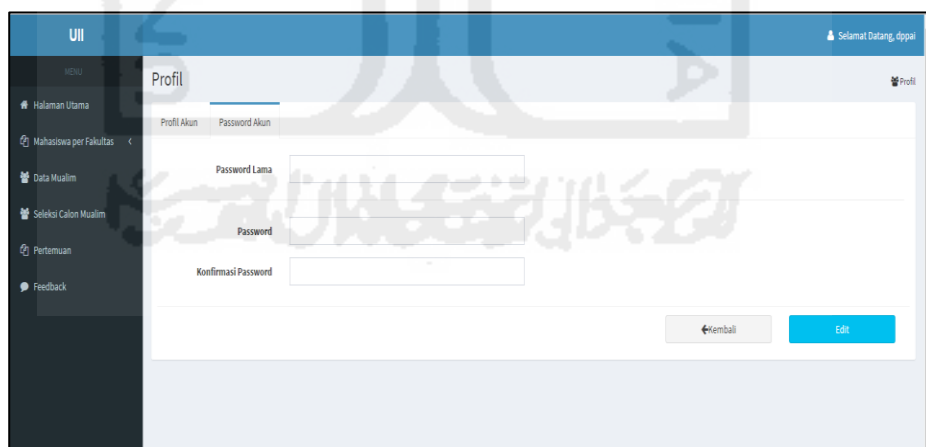 UII
Selamat Datang, dppai
MENU
Profil
Profil
Halaman Utama
Profil Akun
Password Akun
Mahasiswa per Fakultas
Password Lama
Data Mualim
Seleksi Calon Mualim
Password
Pertemuan
Konfirmasi Password
Feedback
Kembali
Edit